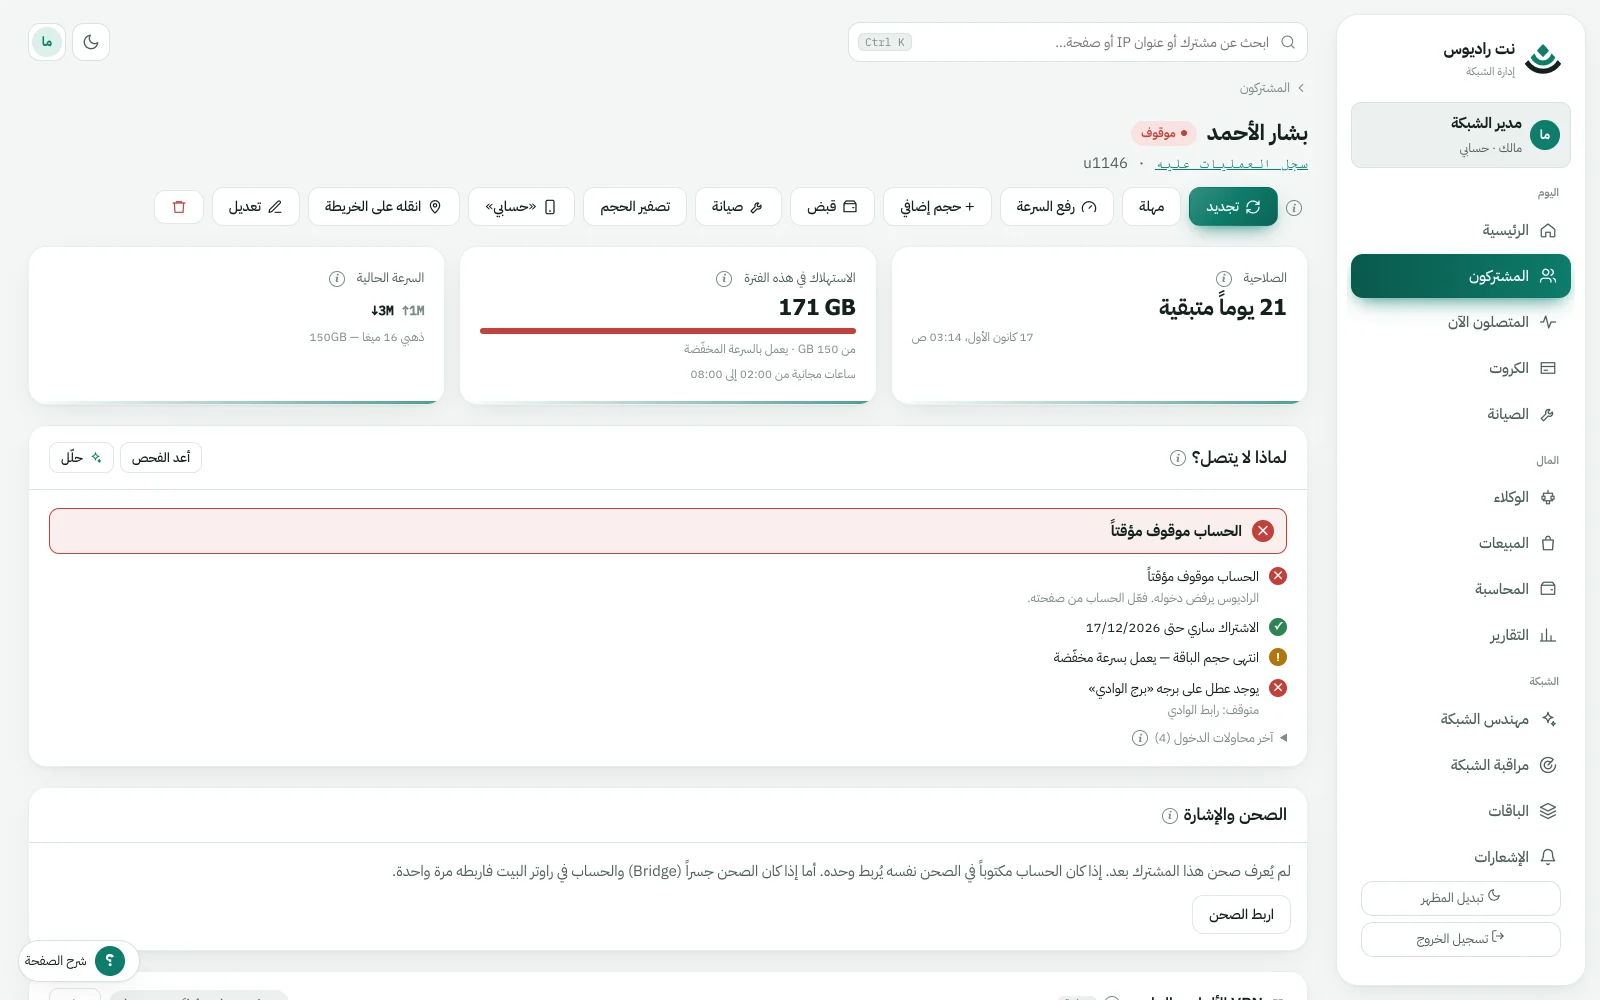 نت راديوس
إدارة الشبكة
ما
مدير الشبكة
مالك · حسابي
اليوم
الرئيسية
المشتركون
المتصلون الآن
الكروت
الصيانة
المال
الوكلاء
المبيعات
المحاسبة
التقارير
الشبكة
مهندس الشبكة
مراقبة الشبكة
الباقات
الإشعارات
تبديل المظهر
تسجيل الخروج
ابحث عن مشترك أو عنوان IP أو صفحة...
Ctrl K
ما
المشتركون
بشار الأحمد
موقوف
سجل العمليات عليه · u1146
تجديد
مهلة
رفع السرعة
+ حجم إضافي
قبض
صيانة
تصفير الحجم
«حسابي»
انقله على الخريطة
تعديل
الصلاحية
21 يوماً متبقية
17 كانون الأول، 03:14 ص
الاستهلاك في هذه الفترة
171 GB
من 150 GB · يعمل بالسرعة المخفّضة
ساعات مجانية من 02:00 إلى 08:00
السرعة الحالية
↓3M ↑1M
ذهبي 16 ميغا — 150GB
لماذا لا يتصل؟
أعد الفحص
حلّل
الحساب موقوف مؤقتاً
الحساب موقوف مؤقتاً
الراديوس يرفض دخوله. فعّل الحساب من صفحته.
الاشتراك ساري حتى 17/12/2026
انتهى حجم الباقة — يعمل بسرعة مخفّضة
يوجد عطل على برجه «برج الوادي»
متوقف: رابط الوادي
آخر محاولات الدخول (4)
الصحن والإشارة
لم يُعرف صحن هذا المشترك بعد. إذا كان الحساب مكتوباً في الصحن نفسه يُربط وحده. أما إذا كان الصحن جسراً (Bridge) والحساب في راوتر البيت فاربطه مرة واحدة.
اربط الصحن
شرح الصفحة
؟